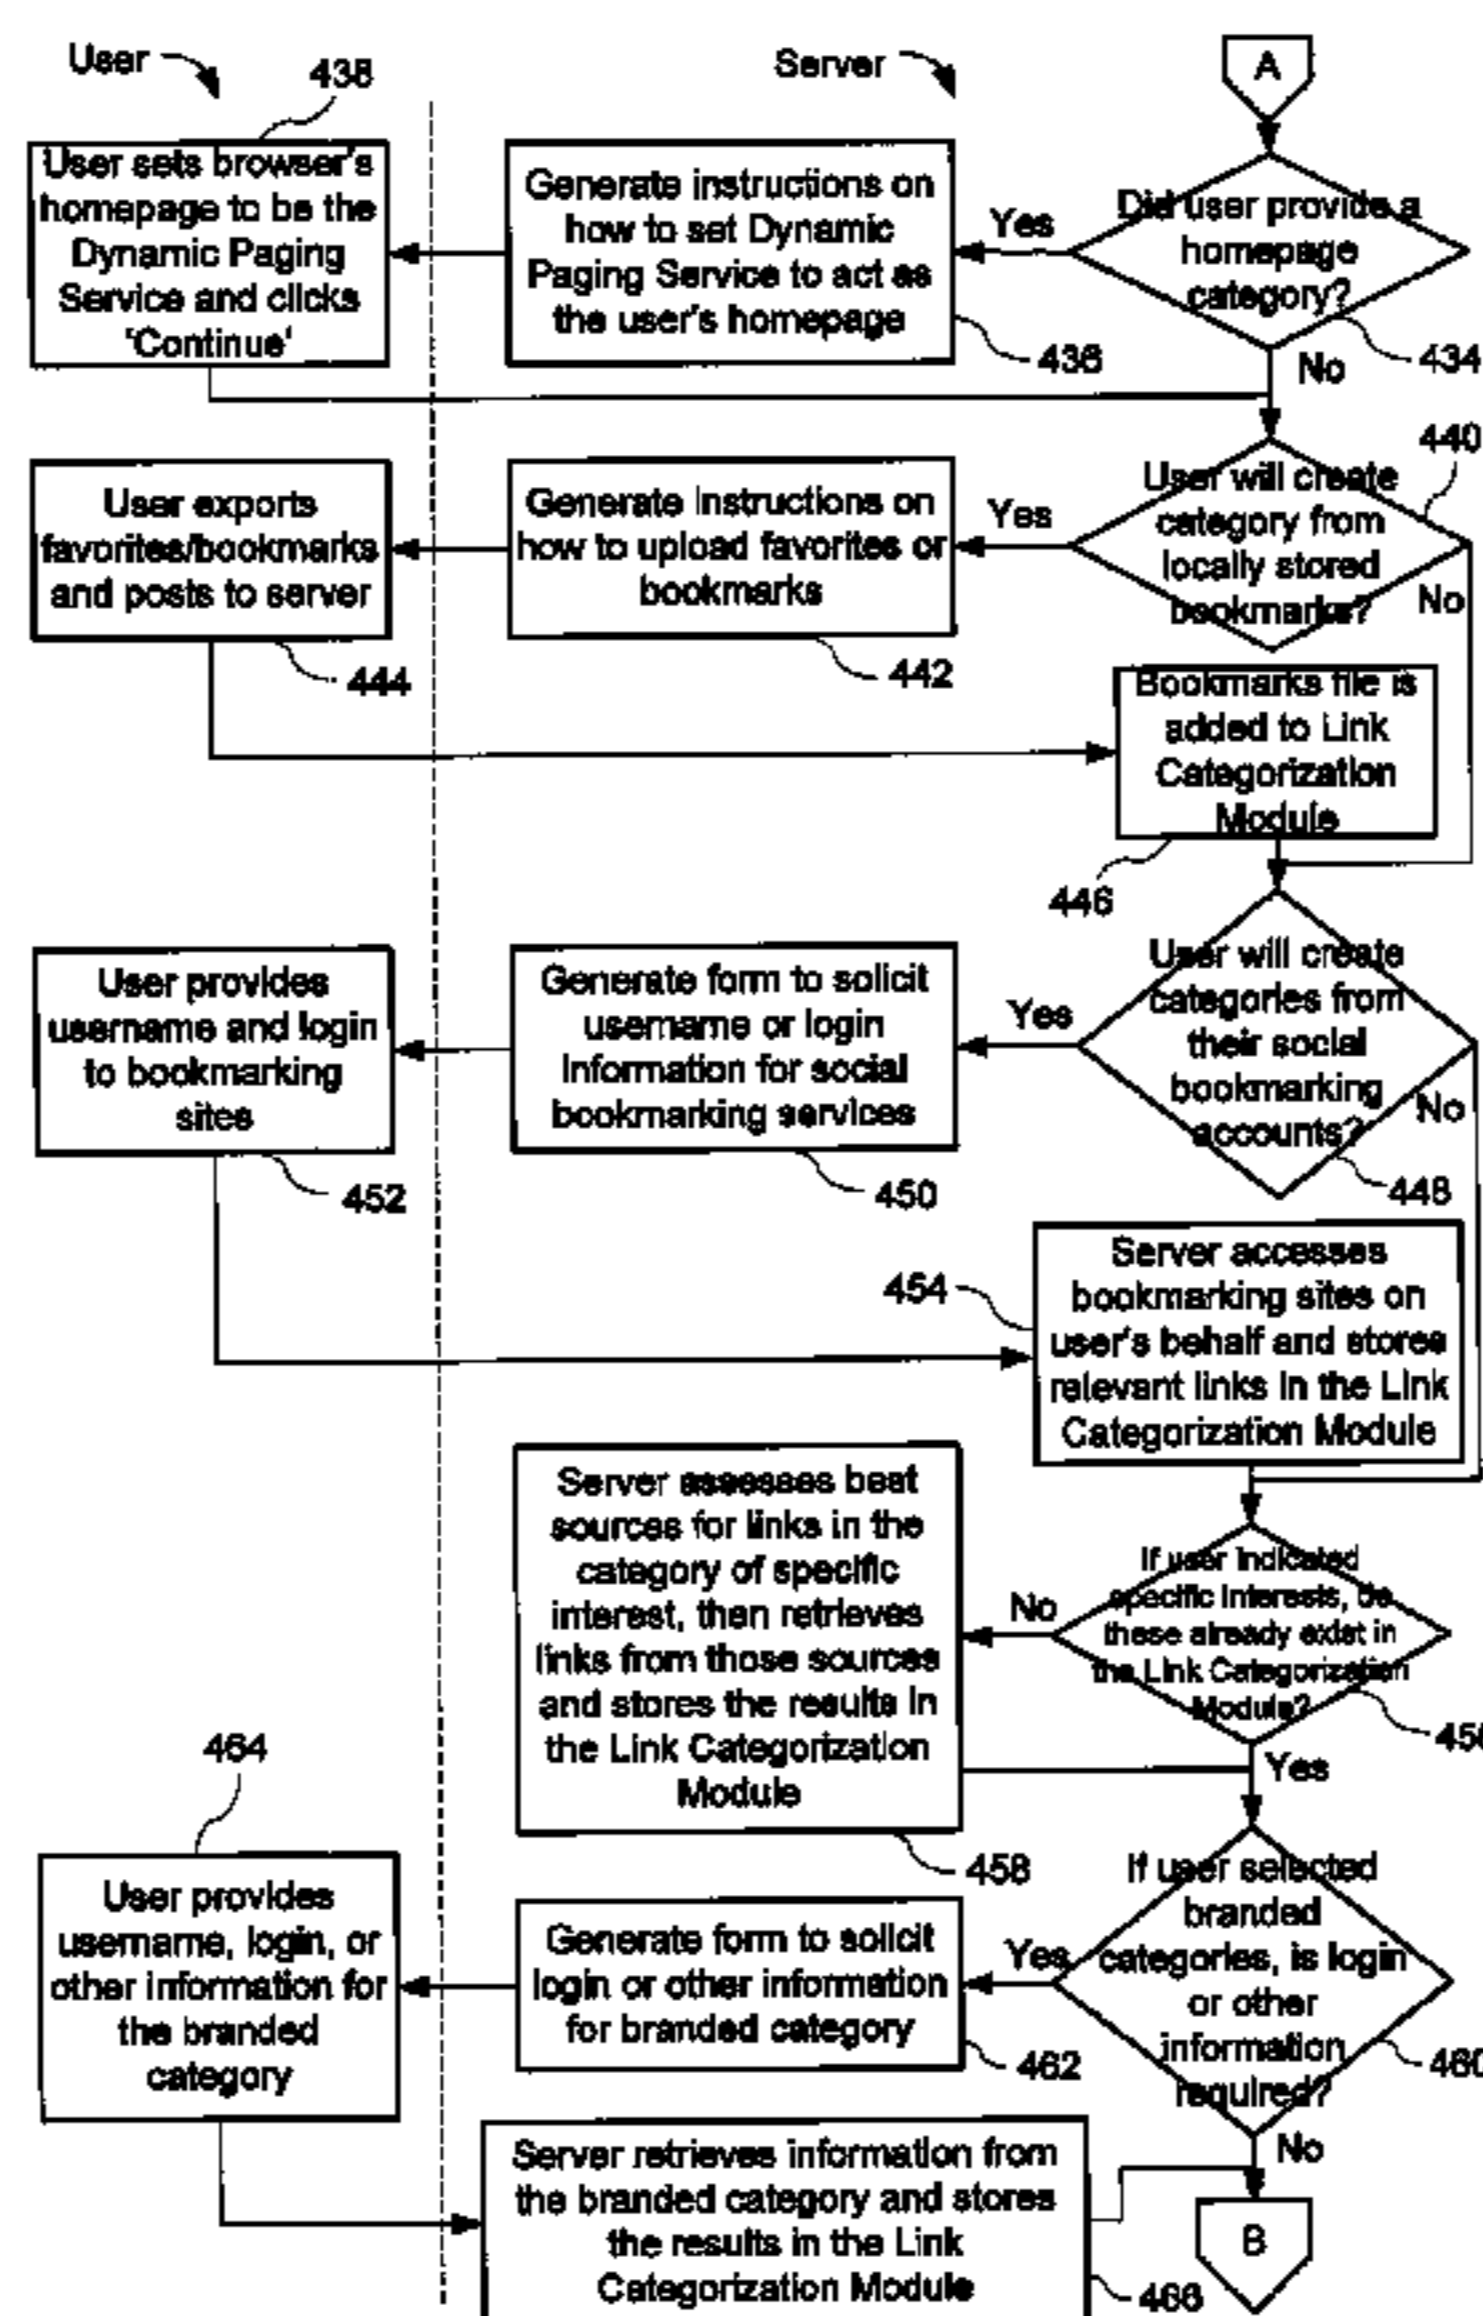 User
438
Server
A
User sets browser's
homepage to be the
Dynamic Paging
Service and clicks
'Continue'
Generate instructions on
how to set Dynamic
Paging Service to act as
the user's homepage
436
Yes
Did user provide a
homepage
category?
434
No
440
User exports
favorites/bookmarks
and posts to server
444
Generate instructions on
how to upload favorites or
bookmarks
442
Yes
User will create
category from
locally stored
bookmarks?
No
Bookmarks file is
added to Link
Categorization
Module
446
User provides
username and login
to bookmarking
sites
452
Generate form to solicit
username or login
information for social
bookmarking services
450
Yes
User will create
categories from
their social
bookmarking
accounts?
No
448
454
Server accesses
bookmarking sites on
user's behalf and stores
relevant links in the Link
Categorization Module
Server assesses best
sources for links in the
category of specific
interest, then retrieves
links from those sources
and stores the results in
the Link Categorization
Module
458
No
If user indicated
specific interests, do
these already exist in
the Link Categorization
Module?
Yes
464
User provides
username, login, or
other information for
the branded
category
Generate form to solicit
login or other information
for branded category
462
Yes
If user selected
branded
categories, is login
or other
information
required?
460
No
Server retrieves information from
the branded category and stores
the results in the Link
Categorization Module
466
B